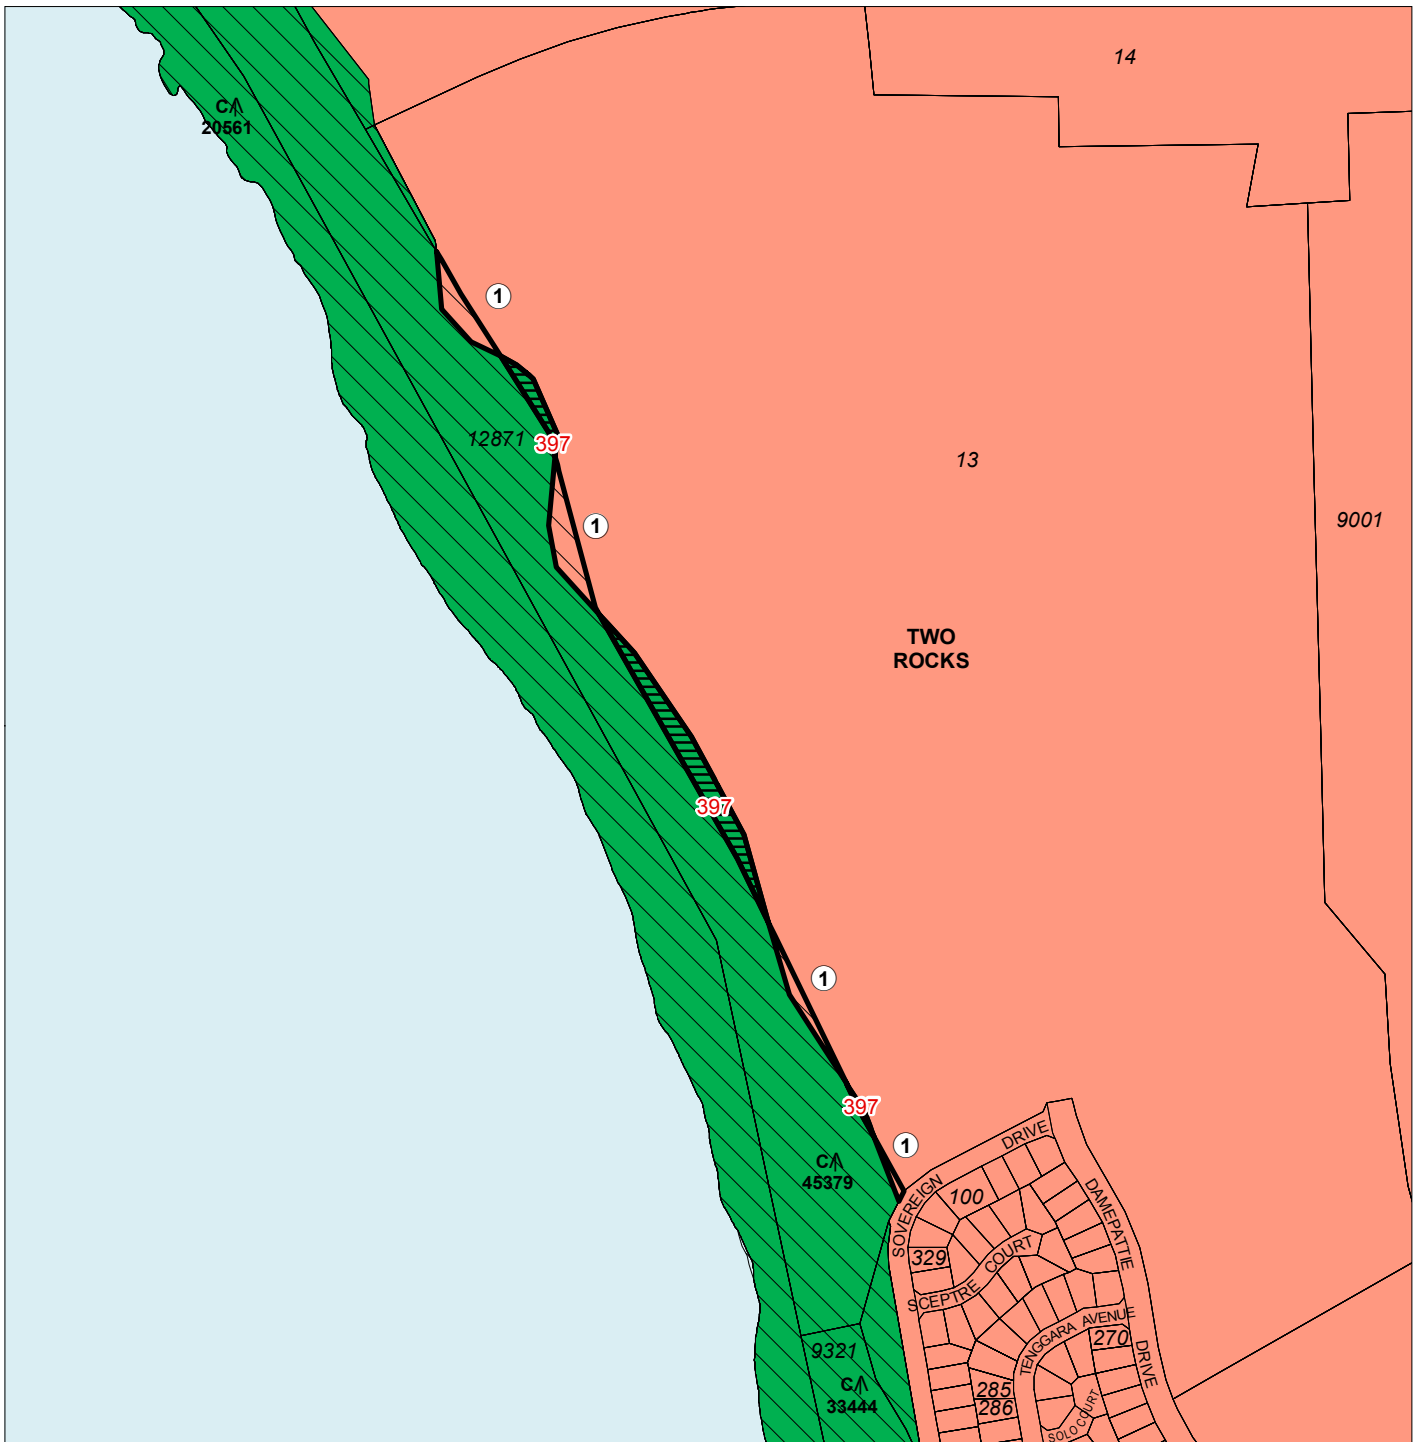 14
C
20561
1
12871
397
13
9001
1
TWO
ROCKS
397
1
397
1
C
45379
SOVEREIGN DRIVE
100
DAMEPATTIE DRIVE
329
SCEPTRE COURT
TENGGARA AVENUE
270
9321
C
33444
285
286
SOLO COURT